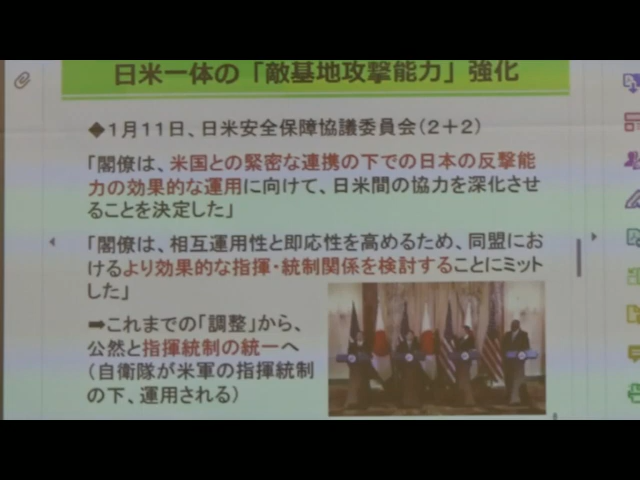 日米一体の「敵基地攻撃能力」強化
◆1月11日、日米安全保障協議委員会(2+2)
「閣僚は、米国との緊密な連携の下での日本の反撃能
力の効果的な運用に向けて、日米間の協力を深化させ
ることを決定した」
「閣僚は、相互運用性と即応性を高めるため、同盟にお
けるより効果的な指揮・統制関係を検討することにミット
した」
➡これまでの「調整」から、
公然と指揮統制の統一へ
(自衛隊が米軍の指揮統制
の下、運用される)